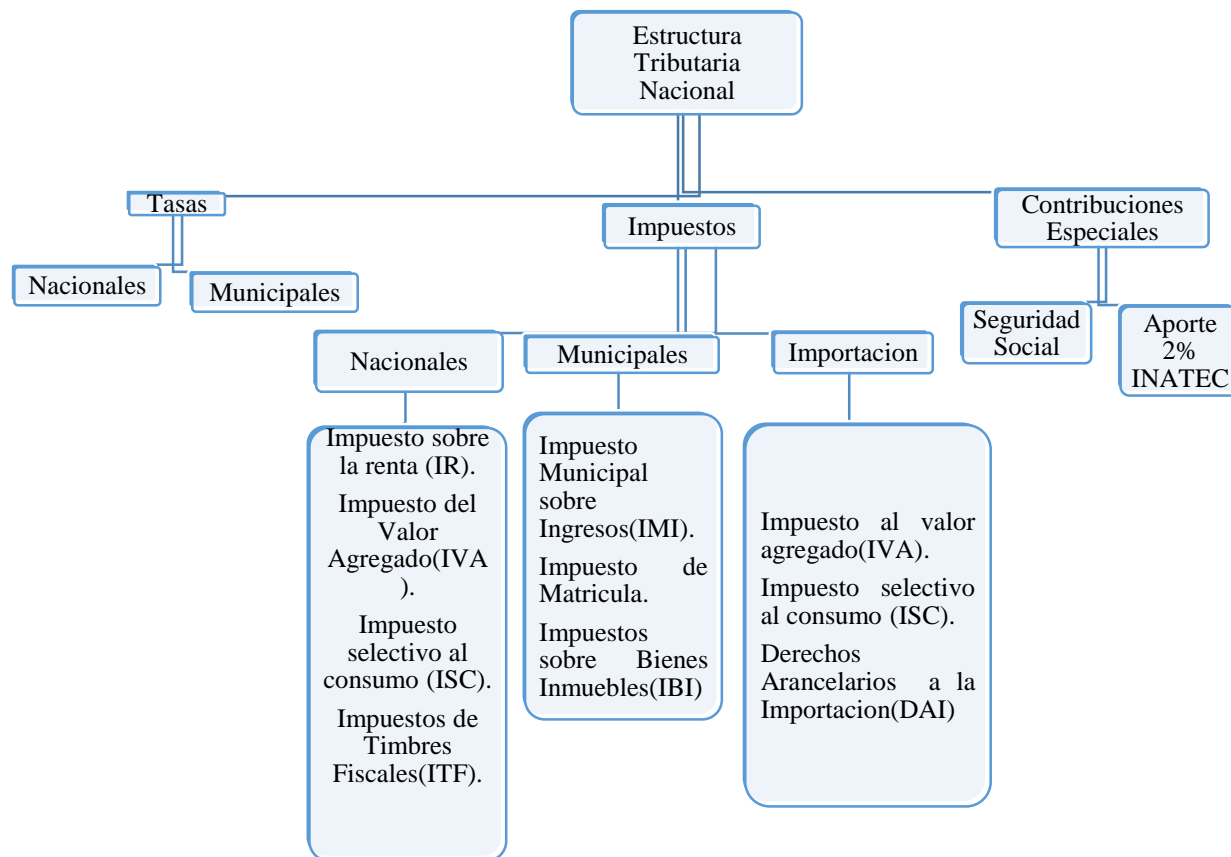 Estructura
Tributaria
Nacional
Tasas
Impuestos
Contribuciones
Especiales
Nacionales
Municipales
Seguridad
Social
Aporte
2%
INATEC
Nacionales
Municipales
Importacion
Impuesto sobre
la renta (IR).
Impuesto del
Valor
Agregado(IVA
).
Impuesto
selectivo al
consumo (ISC).
Impuestos de
Timbres
Fiscales(ITF).
Impuesto
Municipal
sobre
Ingresos(IMI).
Impuesto de
Matricula.
Impuestos
sobre Bienes
Inmuebles(IBI)
Impuesto al valor
agregado(IVA).
Impuesto selectivo
al consumo (ISC).
Derechos
Arancelarios a la
Importacion(DAI)